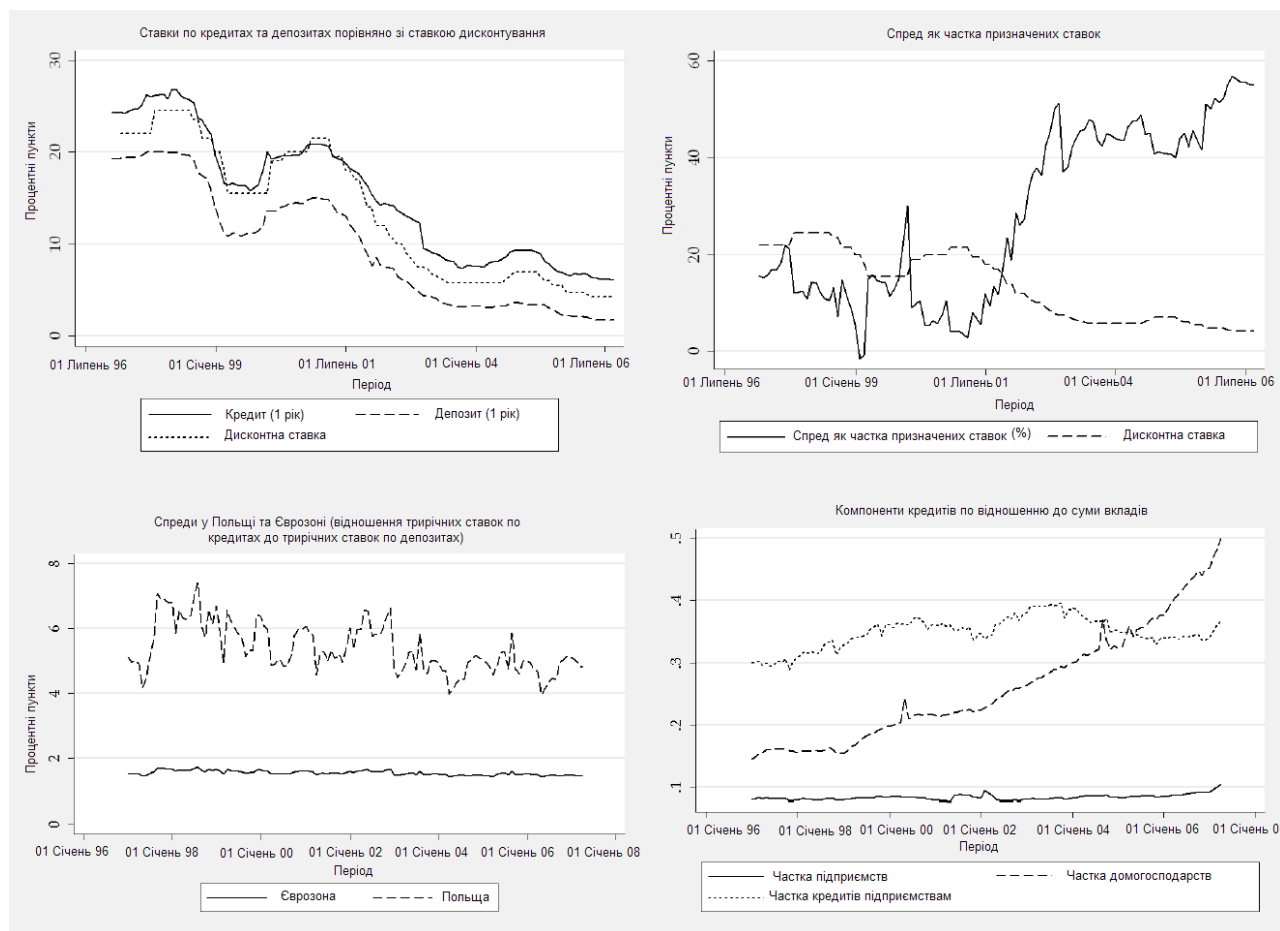 Ставки по кредитах та депозитах порівняно зі ставкою дисконтування
Процентні пункти
30
20
10
0
01 Липень 96
01 Січень 99
01 Липень 01
01 Січень 04
01 Липень 06
Період
Кредит (1 рік)
Депозит (1 рік)
Дисконтна ставка
Спред як частка призначених ставок
Процентні пункти
60
40
20
0
01 Липень 96
01 Січень 99
01 Липень 01
01 Січень04
01 Липень 06
Період
Спред як частка призначених ставок (%)
Дисконтна ставка
Спреди у Польщі та Єврозоні (відношення трирічних ставок по
кредитах до трирічних ставок по депозитах)
Процентні пункти
8
6
4
2
0
01 Січень 96
01 Січень 98
01 Січень 00
01 Січень 02
01 Січень 04
01 Січень 06
01 Січень 08
Період
Єврозона
Польща
Компоненти кредитів по відношенню до суми вкладів
.5
.4
.3
.2
.1
01 Січень 96
01 Січень 98
01 Січень 00
01 Січень 02
01 Січень 04
01 Січень 06
01 Січень 0
Період
Частка підприємств
Частка домогосподарств
Частка кредитів підприємствам